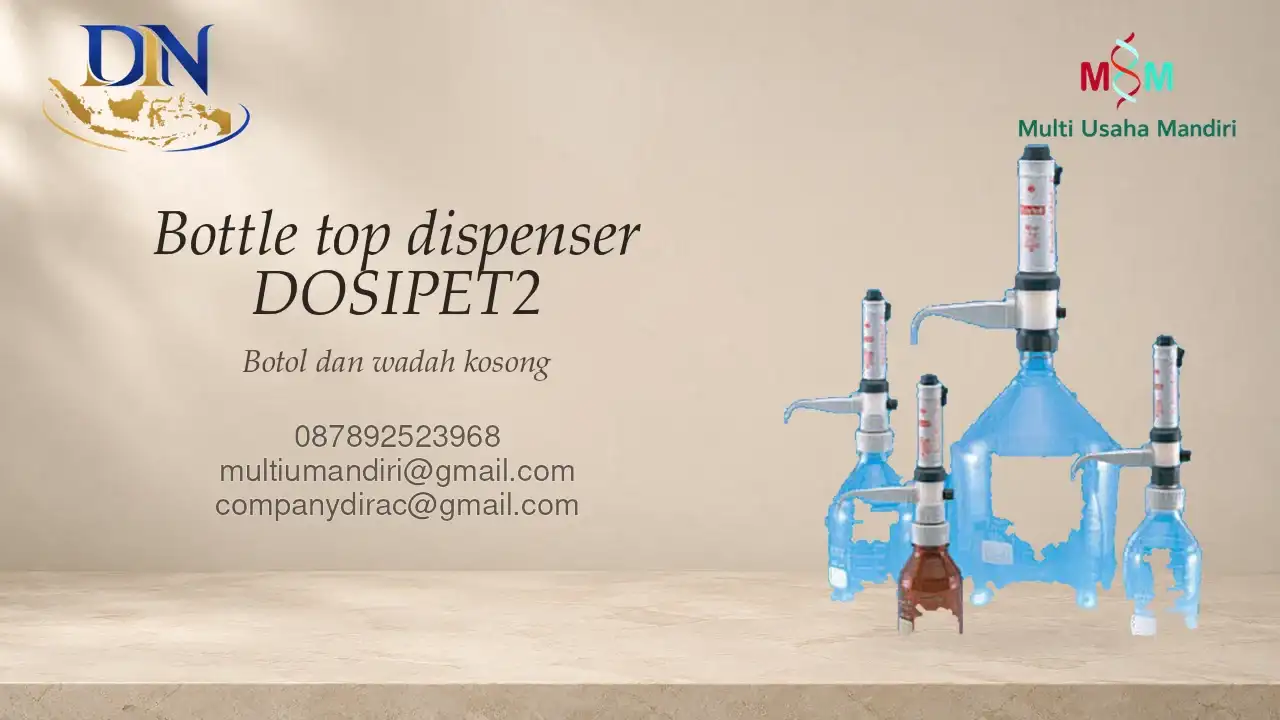 DN
MSM
Multi Usaha Mandiri
Bottle top dispenser
DOSIPET2
Botol dan wadah kosong
087892523968
multiumandiri@gmail.com
companydirac@gmail.com